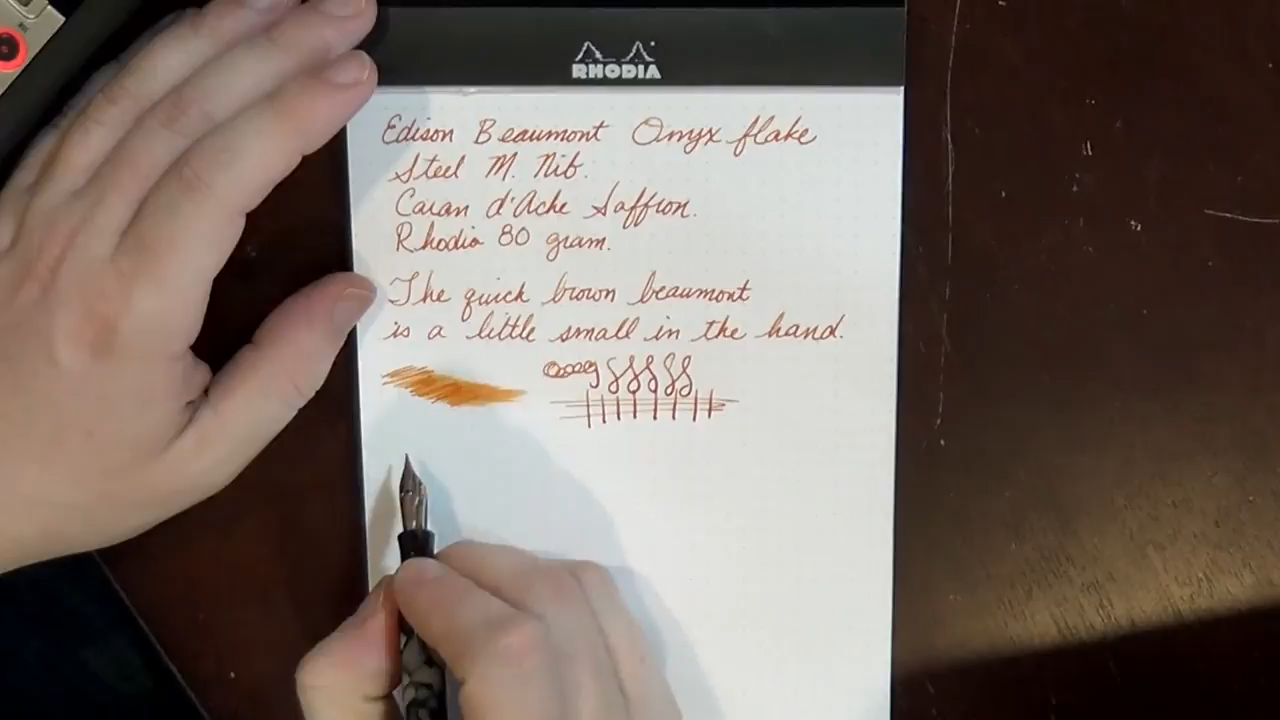 RHODIA
Edison Beaumont Onyx flake
Steel M. Nib.
Caran d'Ache Saffron.
Rhodia 80 gram.
The quick brown beaumont
is a little small in the hand.